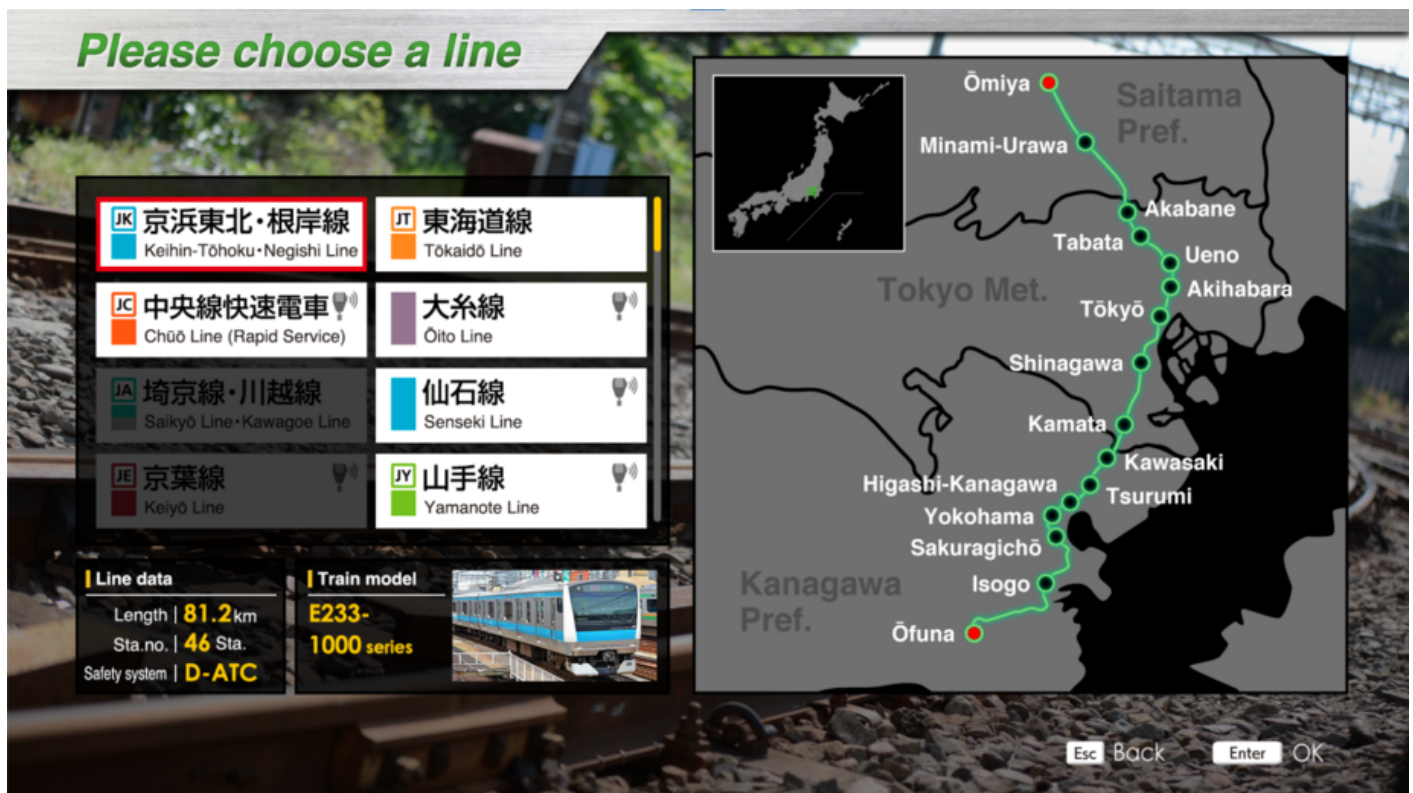 Please choose a line
JK 京浜東北・根岸線
Keihin-Tōhoku・Negishi Line
JT 東海道線
Tōkaidō Line
JC 中央線快速電車
Chūō Line (Rapid Service)
大糸線
Ōito Line
JA 埼京線・川越線
Saikyō Line・Kawagoe Line
仙石線
Senseki Line
JE 京葉線
Keiyō Line
JY 山手線
Yamanote Line
Line data
Length | 81.2 km
Sta.no. | 46 Sta.
Safety system | D-ATC
Train model
E233-
1000 series
Ōmiya
Saitama
Pref.
Minami-Urawa
Akabane
Tabata
Ueno
Tokyo Met.
Akihabara
Tōkyō
Shinagawa
Kamata
Kawasaki
Higashi-Kanagawa
Tsurumi
Yokohama
Sakuragichō
Isogo
Kanagawa
Pref.
Ōfuna
Esc Back
Enter OK